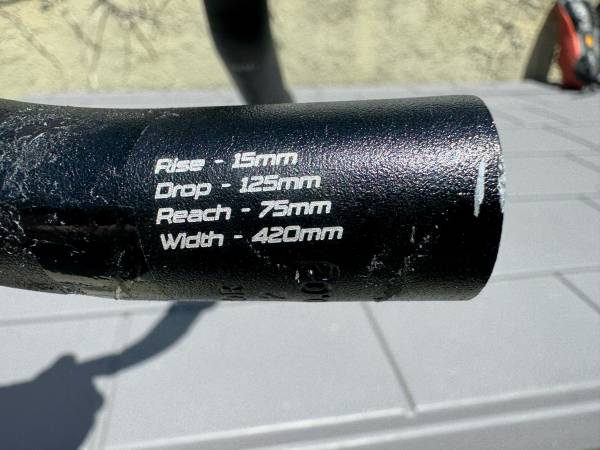 Rise - 15mm
Drop - 125mm
Reach - 75mm
Width - 420mm